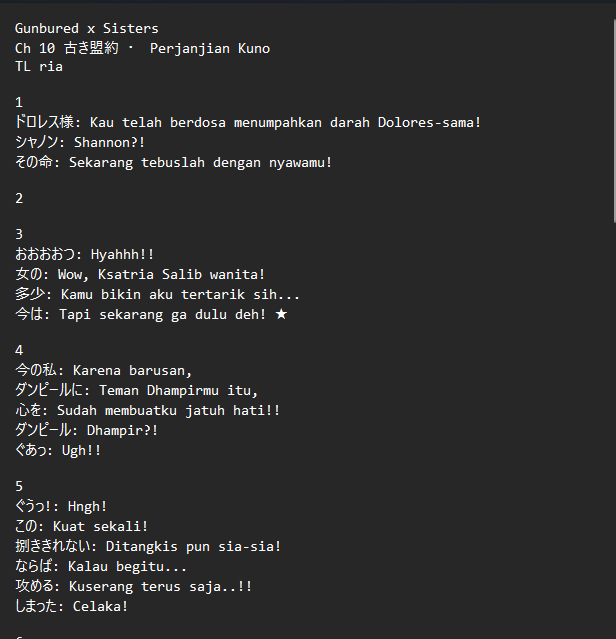 Gunbured x Sisters
Ch 10 古き盟約 · Perjanjian Kuno
TL ria
1
ドロレス様: Kau telah berdosa menumpahkan darah Dolores-sama!
シャノン: Shannon?!
その命: Sekarang tebuslah dengan nyawamu!
2
3
おおおおつ: Hyahhh!!
女の: Wow, Ksatria Salib wanita!
多少: Kamu bikin aku tertarik sih...
今は: Tapi sekarang ga dulu deh! ★
4
今の私: Karena barusan,
ダンピールに: Teman Dhampirmu itu,
心を: Sudah membuatku jatuh hati!!
ダンピール: Dhampir?!
ぐあっ: Ugh!!
5
ぐうっ!: Hngh!
この: Kuat sekali!
捌ききれない: Ditangkis pun sia-sia!
ならば: Kalau begitu...
攻める: Kuserang terus saja..!!
しまった: Celaka!